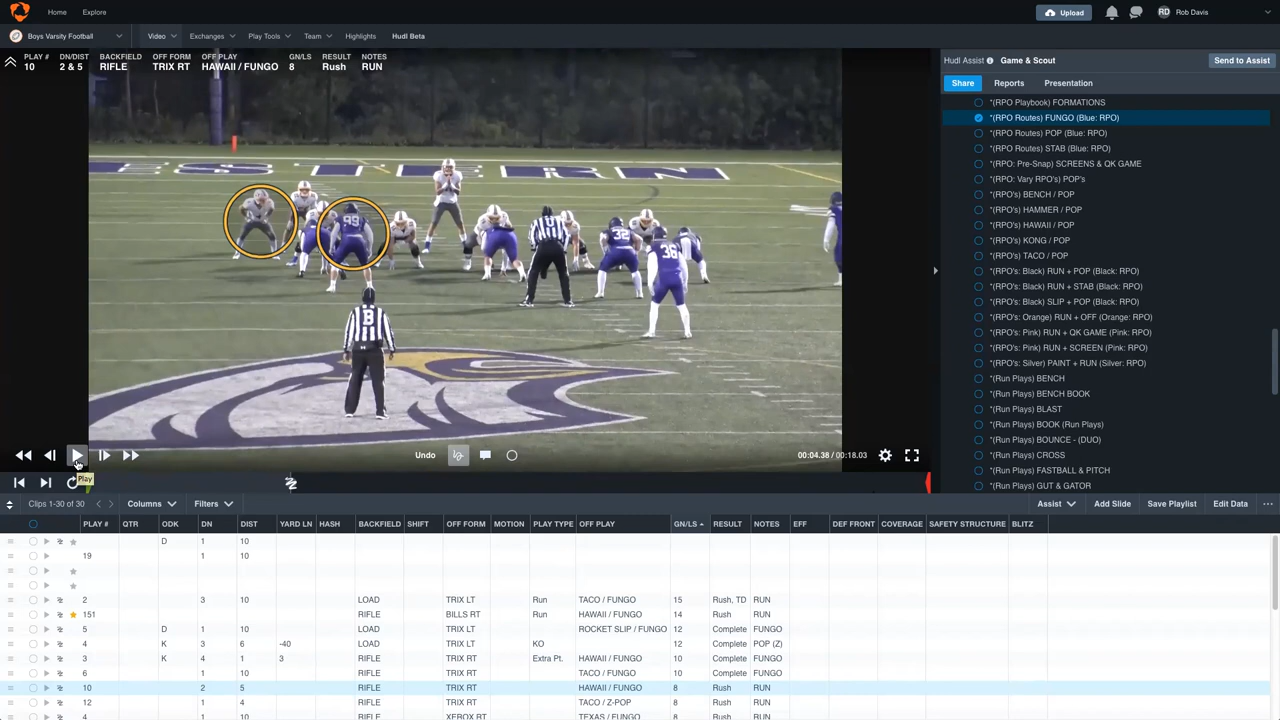 Home Explore Upload RD Rob Davis
Boys Varsity Football Video Exchanges Play Tools Team Highlights Hudl Beta
PLAY # DN/DIST BACKFIELD OFF FORM OFF PLAY GN/LS RESULT NOTES
10 2 & 5 RIFLE TRIX RT HAWAII / FUNGO 8 Rush RUN
Hudl Assist Game & Scout Send to Assist
Share Reports Presentation
*(RPO Playbook) FORMATIONS
*(RPO Routes) FUNGO (Blue: RPO)
*(RPO Routes) POP (Blue: RPO)
*(RPO Routes) STAB (Blue: RPO)
*(RPO: Pre-Snap) SCREENS & QK GAME
*(RPO: Vary RPO's) POP's
*(RPO's) BENCH / POP
*(RPO's) HAMMER / POP
*(RPO's) HAWAII / POP
*(RPO's) KONG / POP
*(RPO's) TACO / POP
*(RPO's: Black) RUN + POP (Black: RPO)
*(RPO's: Black) RUN + STAB (Black: RPO)
*(RPO's: Black) SLIP + POP (Black: RPO)
*(RPO's: Orange) RUN + OFF (Orange: RPO)
*(RPO's: Pink) RUN + QK GAME (Pink: RPO)
*(RPO's: Pink) RUN + SCREEN (Pink: RPO)
*(RPO's: Silver) PAINT + RUN (Silver: RPO)
*(Run Plays) BENCH
*(Run Plays) BENCH BOOK
*(Run Plays) BLAST
*(Run Plays) BOOK (Run Plays)
*(Run Plays) BOUNCE - (DUO)
*(Run Plays) CROSS
*(Run Plays) FASTBALL & PITCH
*(Run Plays) GUT & GATOR
ESTERN
99
32
36
U
B
Undo 00:04.38 / 00:18.03
Play
Clips 1-30 of 30 Columns Filters Assist Add Slide Save Playlist Edit Data
PLAY # QTR ODK DN DIST YARD LN HASH BACKFIELD SHIFT OFF FORM MOTION PLAY TYPE OFF PLAY GN/LS RESULT NOTES EFF DEF FRONT COVERAGE SAFETY STRUCTURE BLITZ
D 1 10
19 1 10
2 3 10 LOAD TRIX LT Run TACO / FUNGO 15 Rush, TD RUN
151 RIFLE BILLS RT Run HAWAII / FUNGO 14 Rush RUN
5 D 1 10 LOAD TRIX LT ROCKET SLIP / FUNGO 12 Complete FUNGO
4 K 3 6 -40 LOAD TRIX LT KO 12 Complete POP (Z)
3 K 4 1 3 RIFLE TRIX RT Extra Pt. HAWAII / FUNGO 10 Complete FUNGO
6 1 10 RIFLE TRIX RT TACO / FUNGO 10 Complete FUNGO
10 2 5 RIFLE TRIX RT HAWAII / FUNGO 8 Rush RUN
12 1 4 RIFLE TRIX RT TACO / Z-POP 8 Rush RUN
4 1 10 RIFLE XEROX RT TEXAS / FUNGO 8 Rush RUN